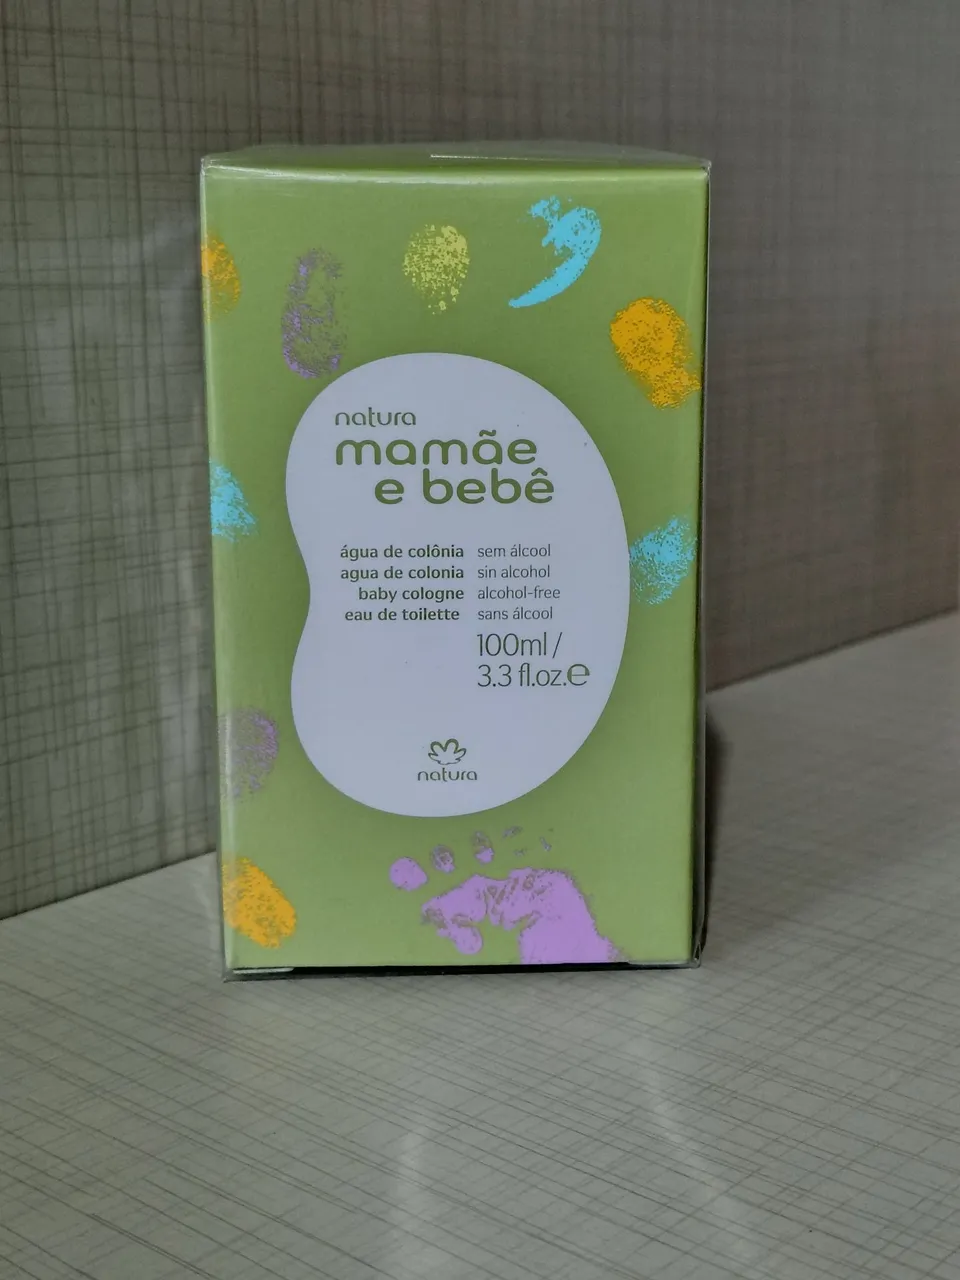 natura
mamãe
e bebê
água de colônia sem álcool
agua de colonia sin alcohol
baby cologne alcohol-free
eau de toilette sans álcool
100ml /
3.3 fl.oz.e
natura